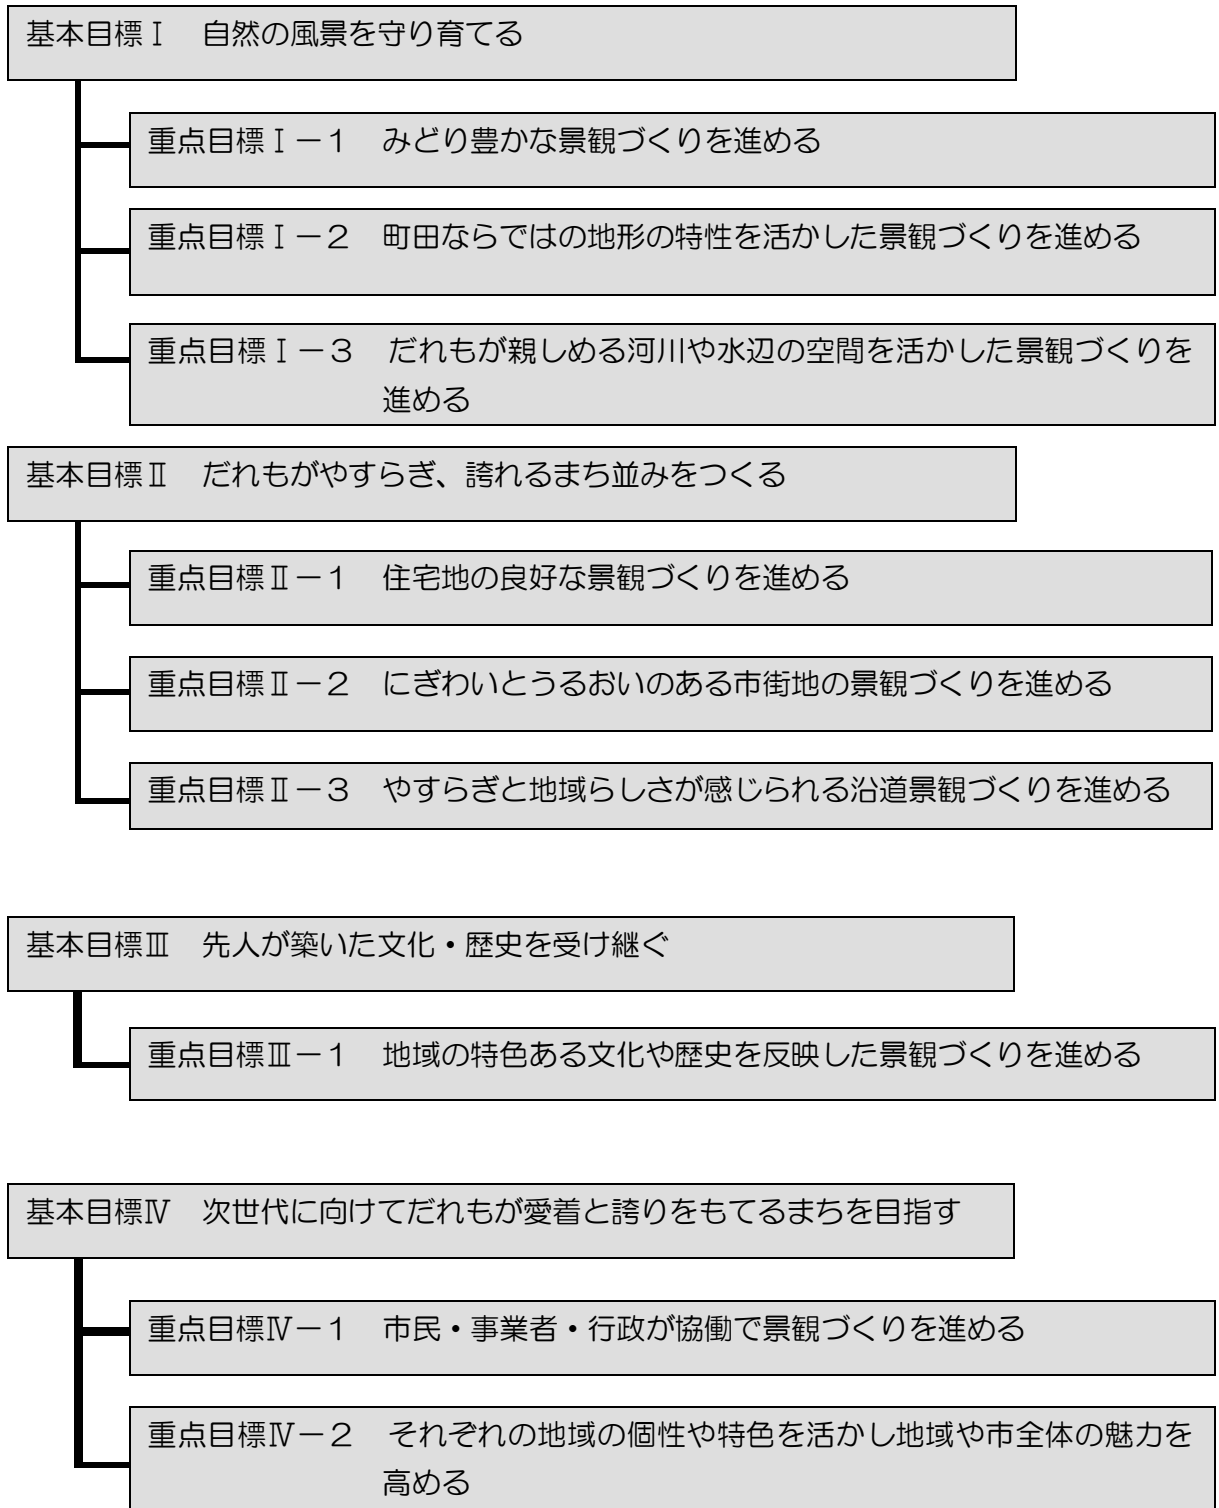 基本目標Ⅰ　自然の風景を守り育てる
重点目標Ⅰ－１　みどり豊かな景観づくりを進める
重点目標Ⅰ－２　町田ならではの地形の特性を活かした景観づくりを進める
重点目標Ⅰ－３　だれもが親しめる河川や水辺の空間を活かした景観づくりを
進める
基本目標Ⅱ　だれもがやすらぎ、誇れるまち並みをつくる
重点目標Ⅱ－１　住宅地の良好な景観づくりを進める
重点目標Ⅱ－２　にぎわいとうるおいのある市街地の景観づくりを進める
重点目標Ⅱ－３　やすらぎと地域らしさが感じられる沿道景観づくりを進める
基本目標Ⅲ　先人が築いた文化・歴史を受け継ぐ
重点目標Ⅲ－１　地域の特色ある文化や歴史を反映した景観づくりを進める
基本目標Ⅳ　次世代に向けてだれもが愛着と誇りをもてるまちを目指す
重点目標Ⅳ－１　市民・事業者・行政が協働で景観づくりを進める
重点目標Ⅳ－２　それぞれの地域の個性や特色を活かし地域や市全体の魅力を
高める